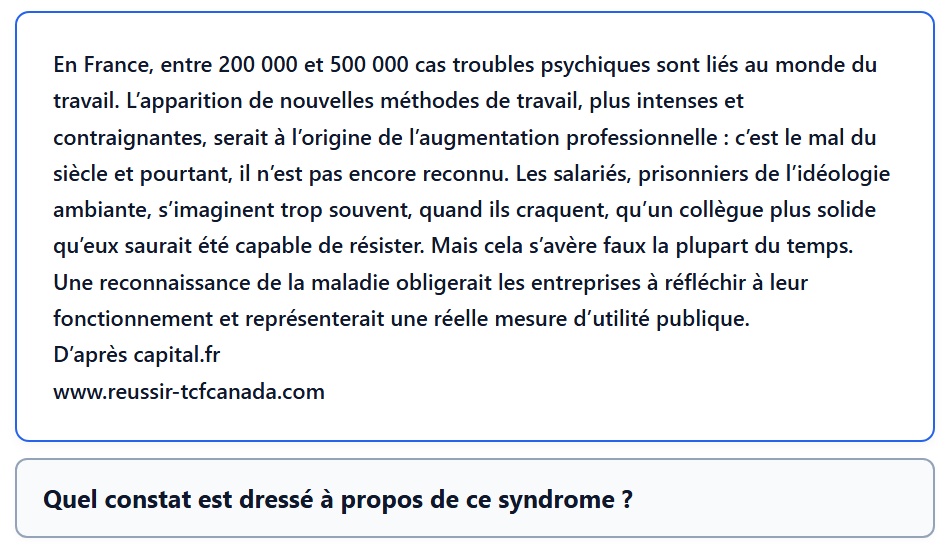 En France, entre 200 000 et 500 000 cas troubles psychiques sont liés au monde du
travail. L’apparition de nouvelles méthodes de travail, plus intenses et
contraignantes, serait à l’origine de l’augmentation professionnelle : c’est le mal du
siècle et pourtant, il n’est pas encore reconnu. Les salariés, prisonniers de l’idéologie
ambiante, s’imaginent trop souvent, quand ils craquent, qu’un collègue plus solide
qu’eux saurait été capable de résister. Mais cela s’avère faux la plupart du temps.
Une reconnaissance de la maladie obligerait les entreprises à réfléchir à leur
fonctionnement et représenterait une réelle mesure d’utilité publique.
D’après capital.fr
www.reussir-tcfcanada.com
Quel constat est dressé à propos de ce syndrome ?